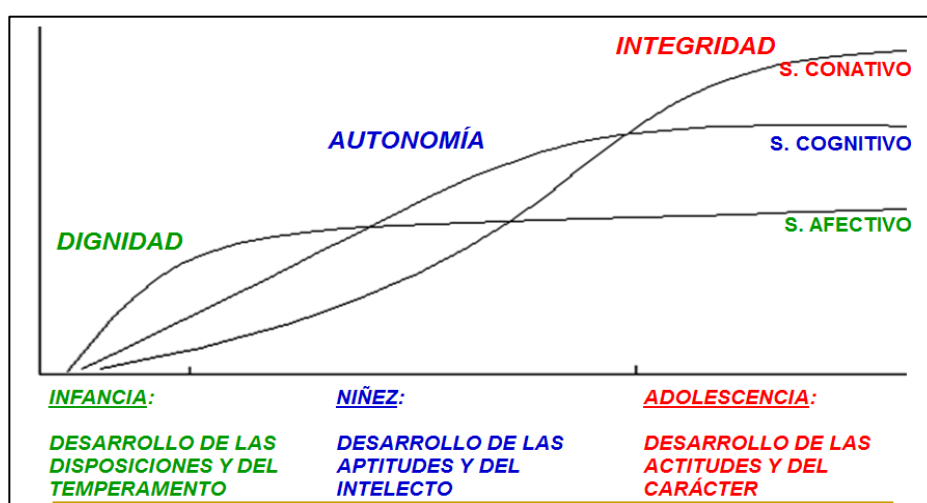 INTEGRIDAD
S. CONATIVO
AUTONOMÍA
S. COGNITIVO
DIGNIDAD
S. AFECTIVO
INFANCIA:
DESARROLLO DE LAS
DISPOSICIONES Y DEL
TEMPERAMENTO
NIÑEZ:
DESARROLLO DE LAS
APTITUDES Y DEL
INTELECTO
ADOLESCENCIA:
DESARROLLO DE LAS
ACTITUDES Y DEL
CARÁCTER